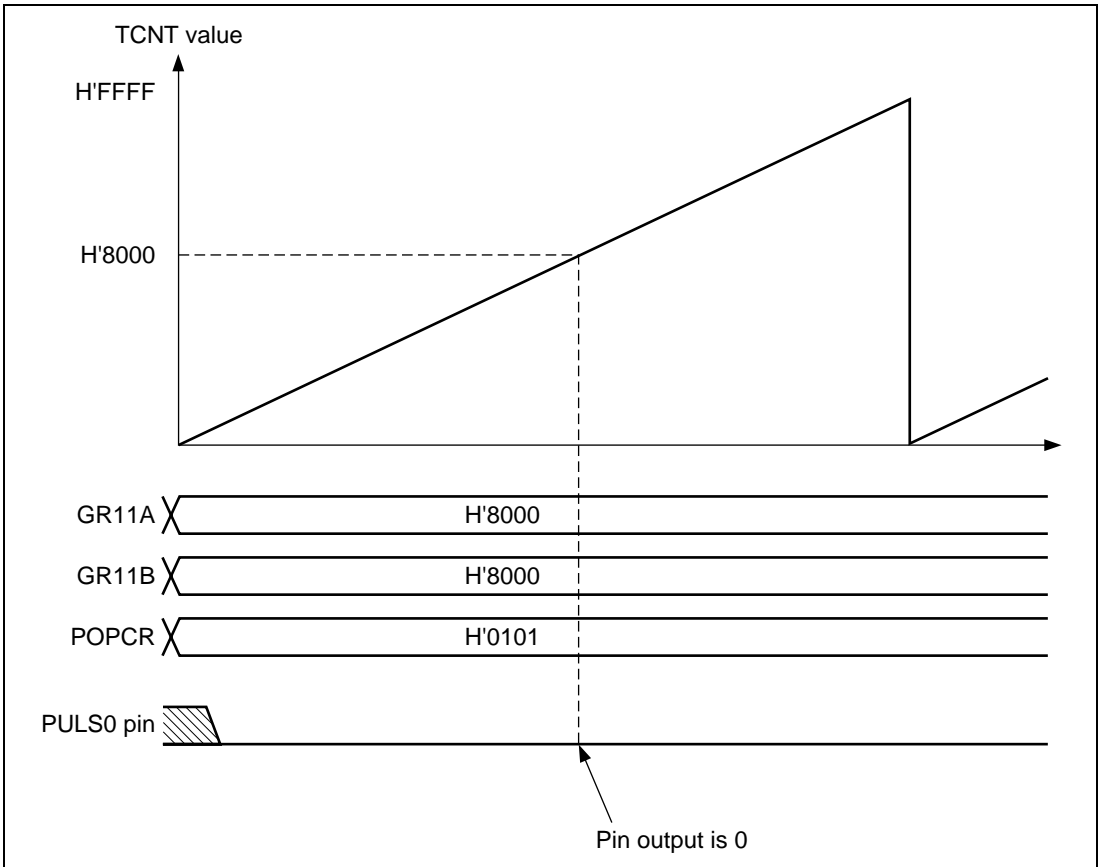 TCNT value
H'FFFF
H'8000
GR11A H'8000
GR11B H'8000
POPCR H'0101
PULS0 pin
Pin output is 0